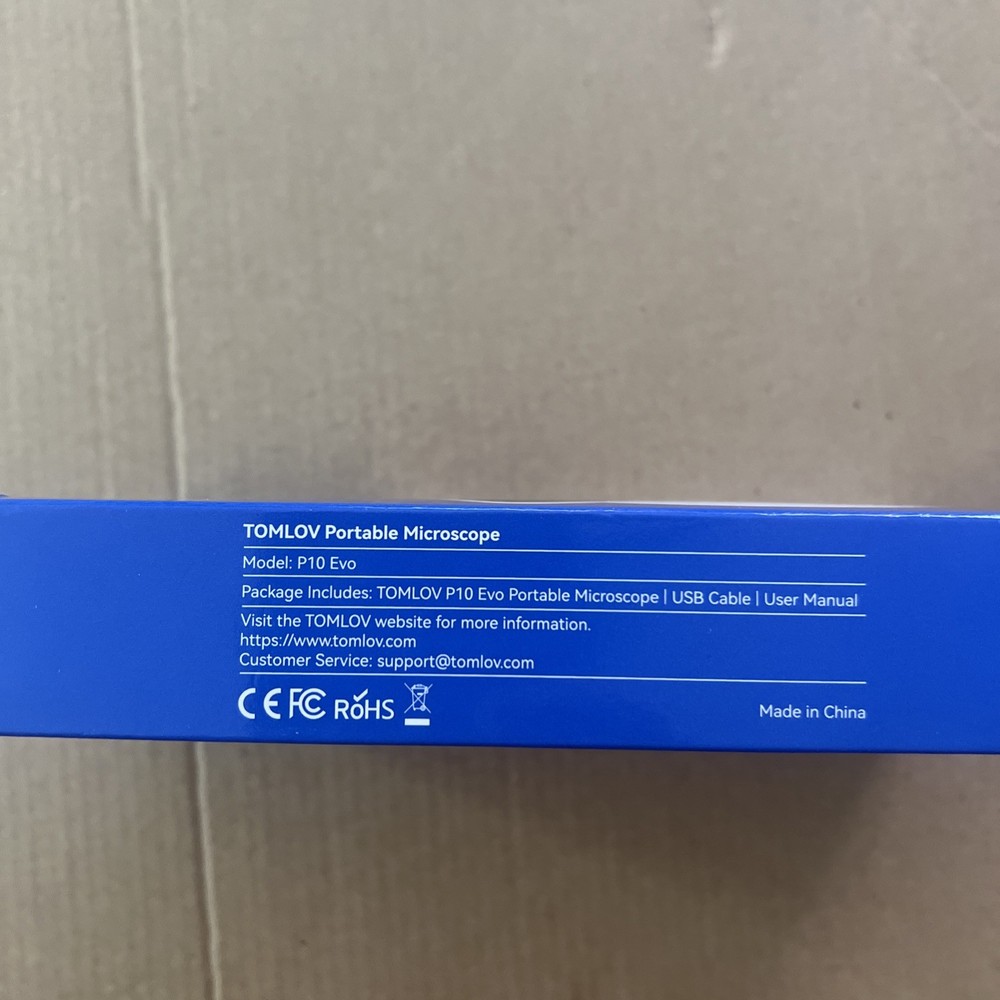 TOMLOV Portable Microscope
Model: P10 Evo
Package Includes: TOMLOV P10 Evo Portable Microscope | USB Cable | User Manual
Visit the TOMLOV website for more information.
https://www.tomlov.com
Customer Service: support@tomlov.com
CE FC RoHS
Made in China